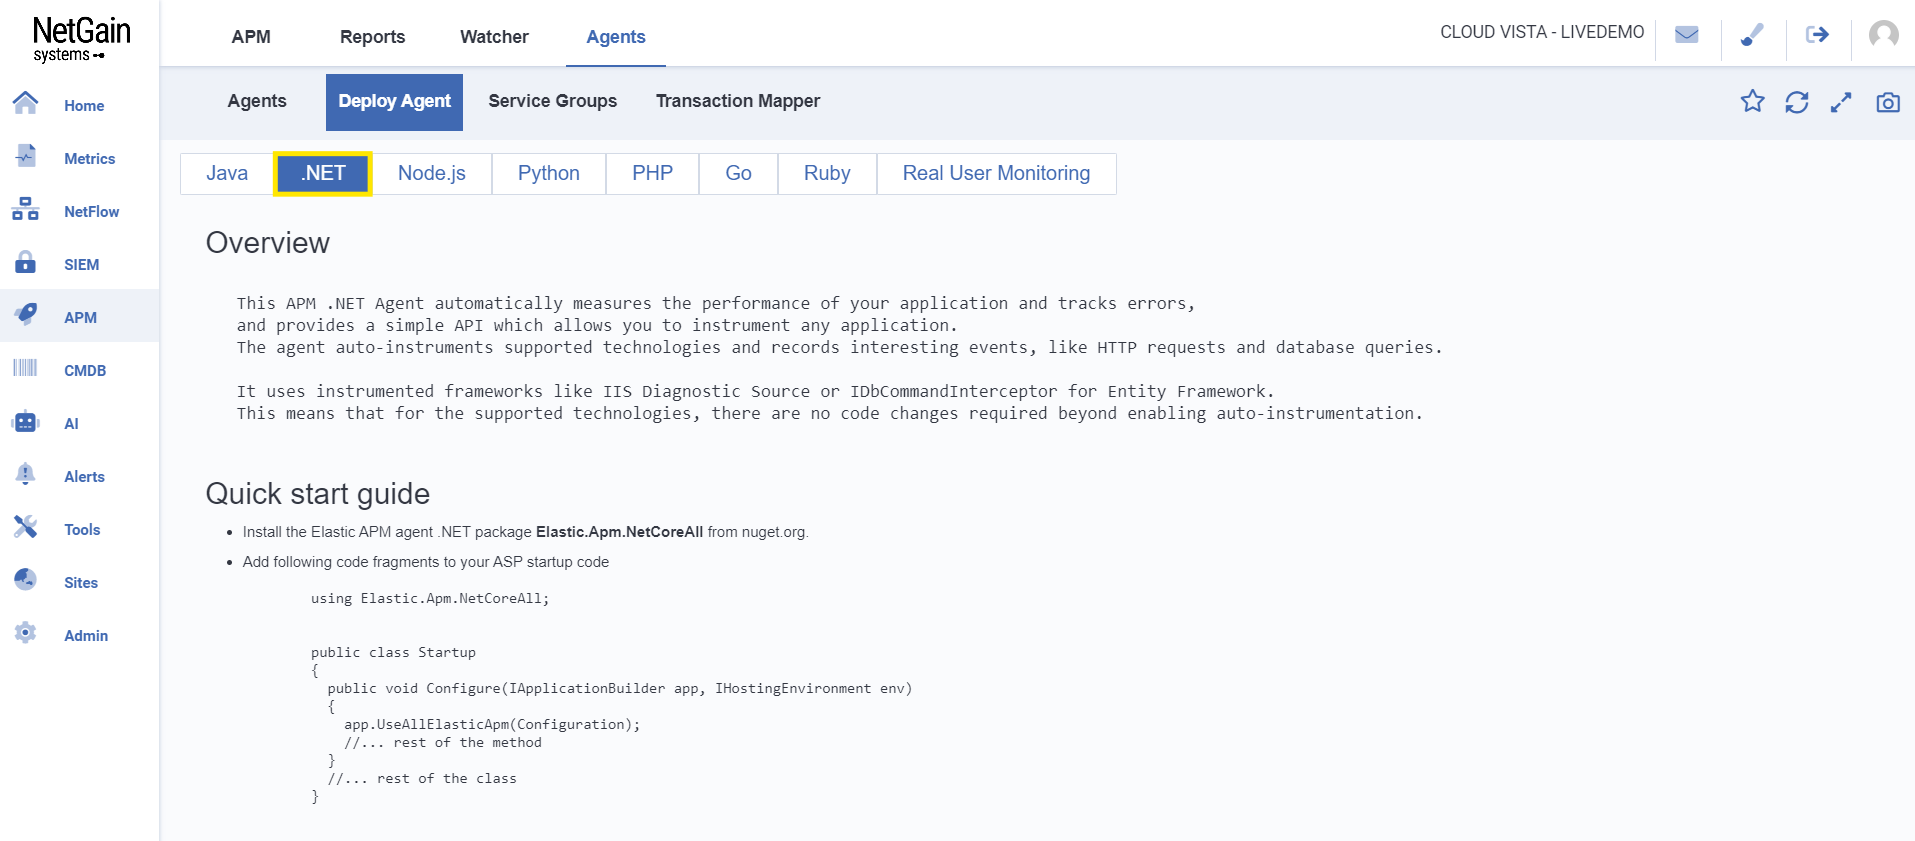 NetGain
systems
APM
Reports
Watcher
Agents
CLOUD VISTA - LIVEDEMO
Home
Metrics
NetFlow
SIEM
APM
CMDB
AI
Alerts
Tools
Sites
Admin
Agents
Deploy Agent
Service Groups
Transaction Mapper
Java
.NET
Node.js
Python
PHP
Go
Ruby
Real User Monitoring
Overview
This APM .NET Agent automatically measures the performance of your application and tracks errors,
and provides a simple API which allows you to instrument any application.
The agent auto-instruments supported technologies and records interesting events, like HTTP requests and database queries.
It uses instrumented frameworks like IIS Diagnostic Source or IDbCommandInterceptor for Entity Framework.
This means that for the supported technologies, there are no code changes required beyond enabling auto-instrumentation.
Quick start guide
• Install the Elastic APM agent .NET package Elastic.Apm.NetCoreAll from nuget.org.
• Add following code fragments to your ASP startup code
using Elastic.Apm.NetCoreAll;
public class Startup
{
public void Configure(IApplicationBuilder app, IHostingEnvironment env)
{
app.UseAllElasticApm(Configuration);
//... rest of the method
}
//... rest of the class
}